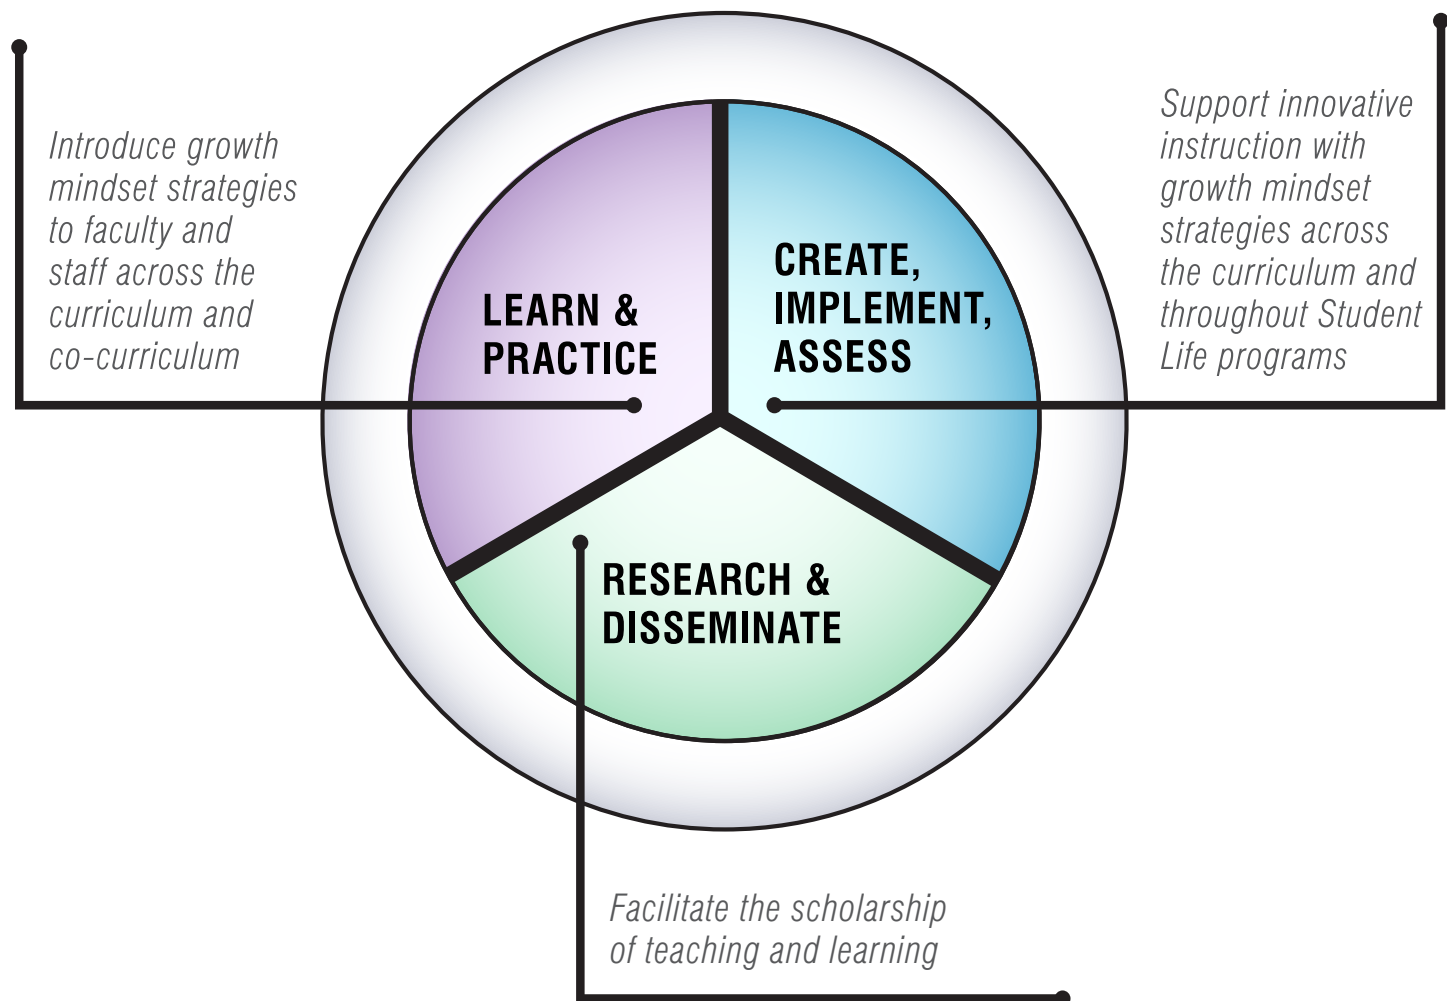 Introduce growth
mindset strategies
to faculty and
staff across the
curriculum and
co-curriculum
LEARN &
PRACTICE
CREATE,
IMPLEMENT,
ASSESS
Support innovative
instruction with
growth mindset
strategies across
the curriculum and
throughout Student
Life programs
RESEARCH &
DISSEMINATE
Facilitate the scholarship
of teaching and learning